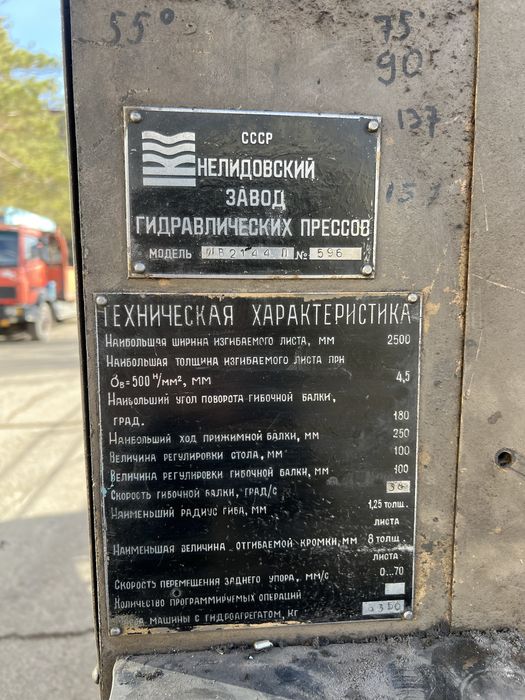 55°
75°
90
137
СССР
НЕЛИДОВСКИЙ
ЗАВОД
ГИДРАВЛИЧЕСКИХ ПРЕССОВ
МОДЕЛЬ ИВ2144 П № 596
ТЕХНИЧЕСКАЯ ХАРАКТЕРИСТИКА
НАИБОЛЬШАЯ ШИРИНА ИЗГИБАЕМОГО ЛИСТА, ММ 2500
НАИБОЛЬШАЯ ТОЛЩИНА ИЗГИБАЕМОГО ЛИСТА ПРИ
бв=500 Н/ММ², ММ 4,5
НАИБОЛЬШИЙ УГОЛ ПОВОРОТА ГИБОЧНОЙ БАЛКИ,
ГРАД. 180
НАИБОЛЬШИЙ ХОД ПРИЖИМНОЙ БАЛКИ, ММ 250
ВЕЛИЧИНА РЕГУЛИРОВКИ СТОЛА, ММ 100
ВЕЛИЧИНА РЕГУЛИРОВКИ ГИБОЧНОЙ БАЛКИ, ММ 100
СКОРОСТЬ ГИБОЧНОЙ БАЛКИ, ГРАД/С 36
НАИМЕНЬШИЙ РАДИУС ГИБА, ММ 1,25 ТОЛЩ.
ЛИСТА
НАИМЕНЬШАЯ ВЕЛИЧИНА ОТГИБАЕМОЙ КРОМКИ, ММ 8 ТОЛЩ.
ЛИСТА
СКОРОСТЬ ПЕРЕМЕЩЕНИЯ ЗАДНЕГО УПОРА, ММ/С 0...70
КОЛИЧЕСТВО ПРОГРАММИРУЕМЫХ ОПЕРАЦИЙ
МАШИНЫ С ГИДРОАГРЕГАТОМ, КГ 6350